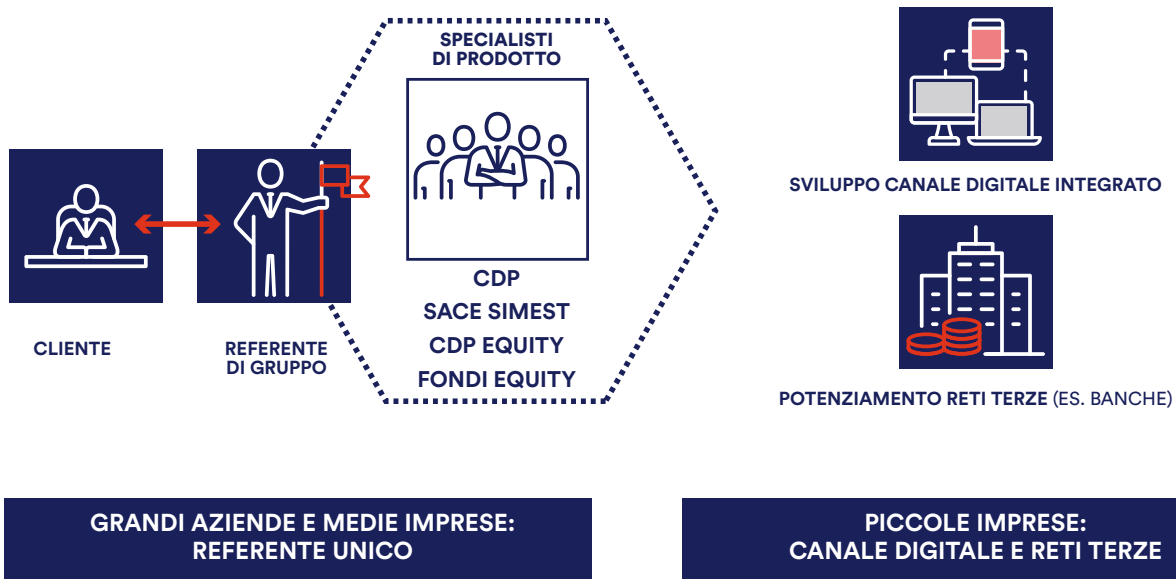 SPECIALISTI
DI PRODOTTO
CDP
SACE SIMEST
CDP EQUITY
FONDI EQUITY
CLIENTE
REFERENTE
DI GRUPPO
SVILUPPO CANALE DIGITALE INTEGRATO
POTENZIAMENTO RETI TERZE (ES. BANCHE)
GRANDI AZIENDE E MEDIE IMPRESE:
REFERENTE UNICO
PICCOLE IMPRESE:
CANALE DIGITALE E RETI TERZE